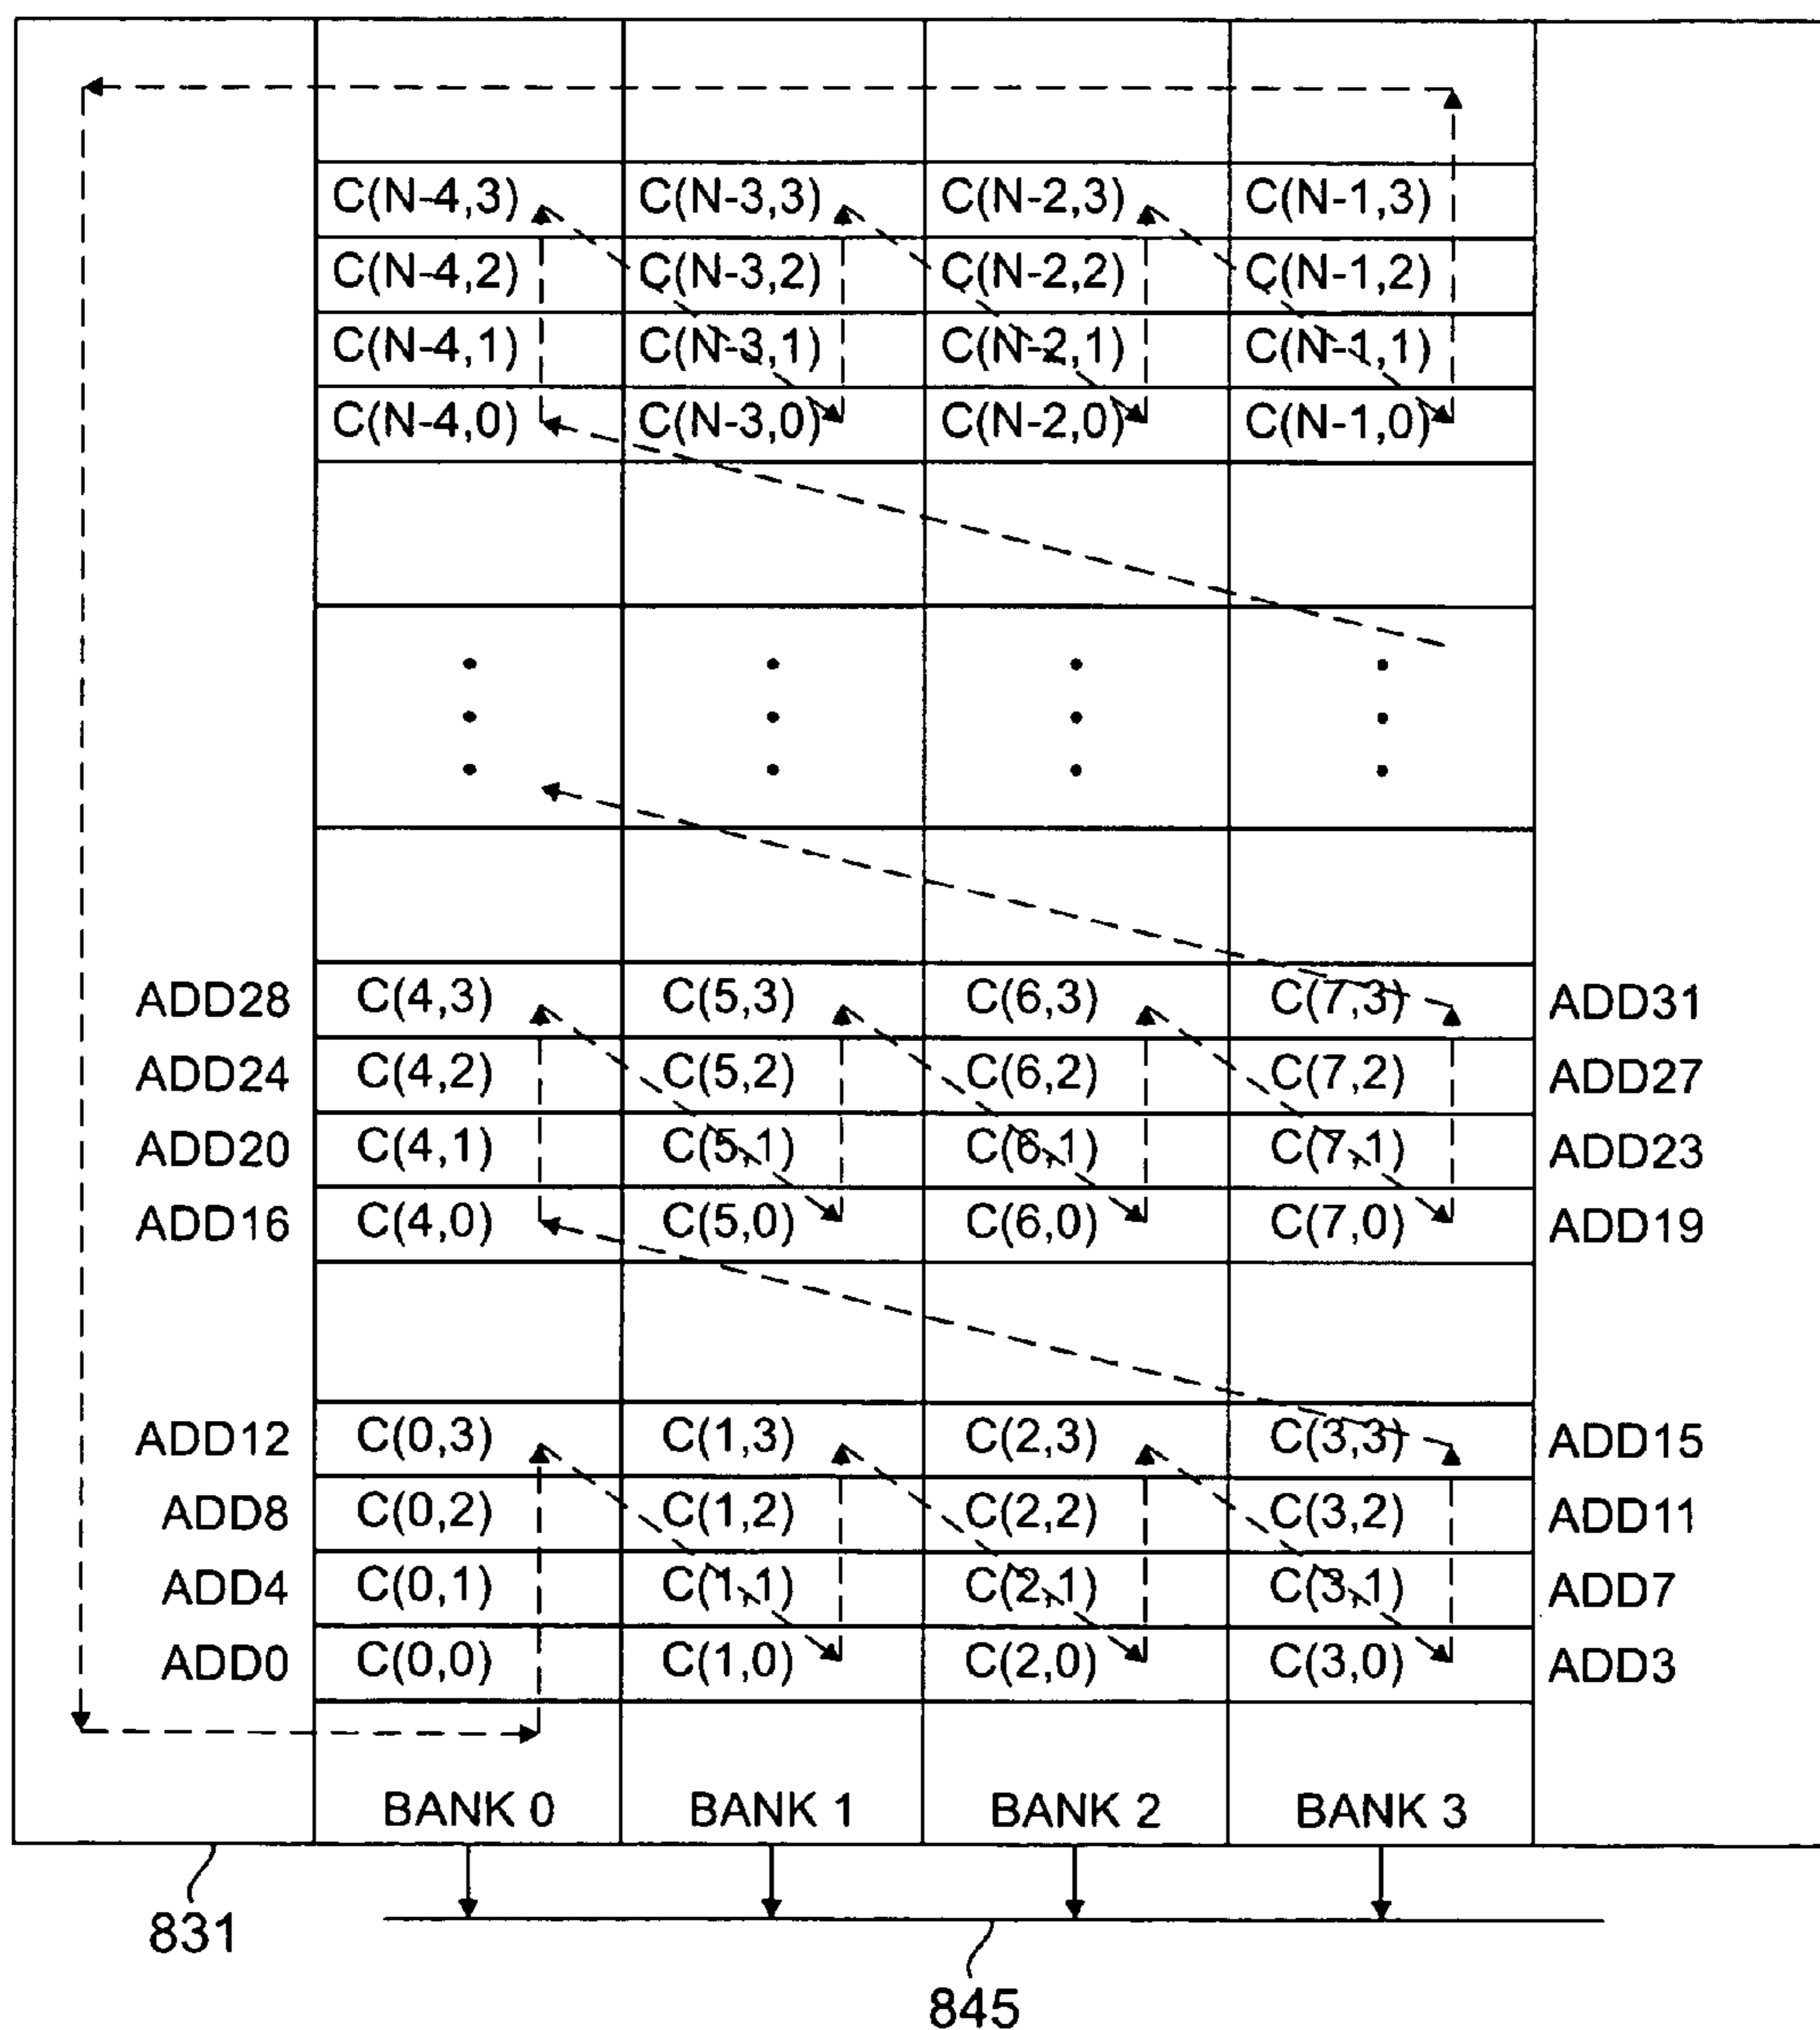 C(N-4,3) C(N-3,3) C(N-2,3) C(N-1,3)
C(N-4,2) C(N-3,2) C(N-2,2) C(N-1,2)
C(N-4,1) C(N-3,1) C(N-2,1) C(N-1,1)
C(N-4,0) C(N-3,0) C(N-2,0) C(N-1,0)
ADD28 C(4,3) C(5,3) C(6,3) C(7,3) ADD31
ADD24 C(4,2) C(5,2) C(6,2) C(7,2) ADD27
ADD20 C(4,1) C(5,1) C(6,1) C(7,1) ADD23
ADD16 C(4,0) C(5,0) C(6,0) C(7,0) ADD19
ADD12 C(0,3) C(1,3) C(2,3) C(3,3) ADD15
ADD8 C(0,2) C(1,2) C(2,2) C(3,2) ADD11
ADD4 C(0,1) C(1,1) C(2,1) C(3,1) ADD7
ADD0 C(0,0) C(1,0) C(2,0) C(3,0) ADD3
BANK 0 BANK 1 BANK 2 BANK 3
831
845